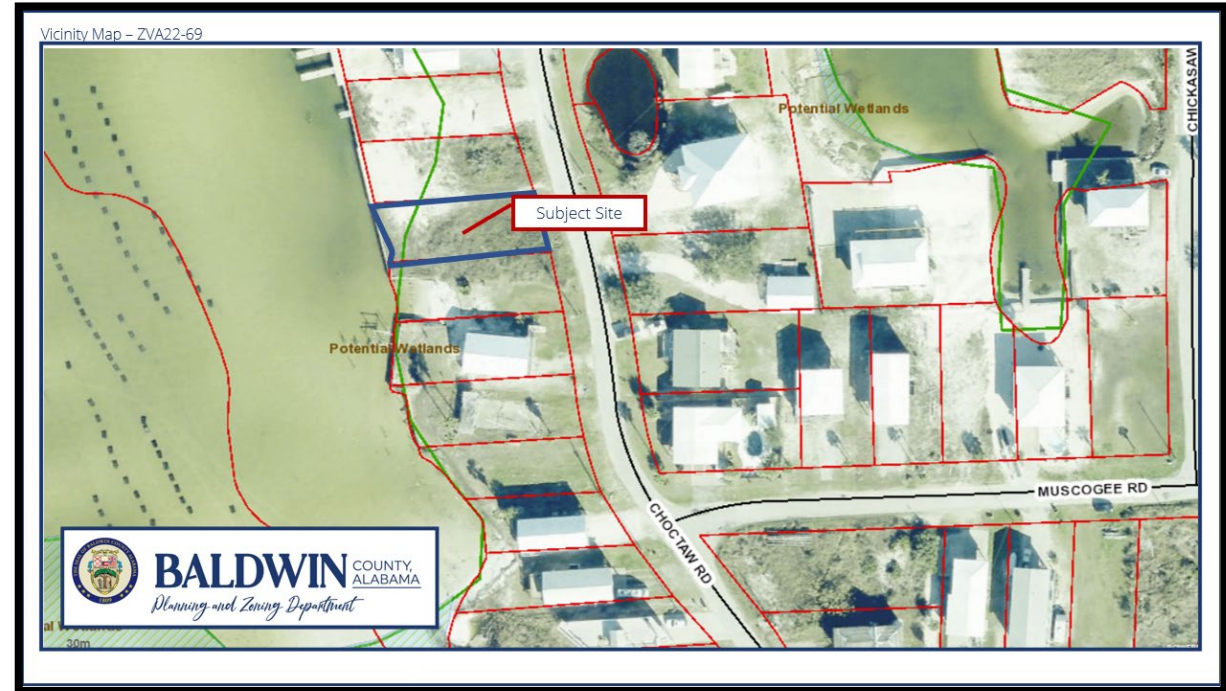 Vicinity Map – ZVA22-69
CHICKASAW
Potential Wetlands
Subject Site
Potential Wetlands
MUSCOGEE RD
CHOCTAW RD
BALDWIN COUNTY, ALABAMA
Planning and Zoning Department
1809
al Wetlands
30m